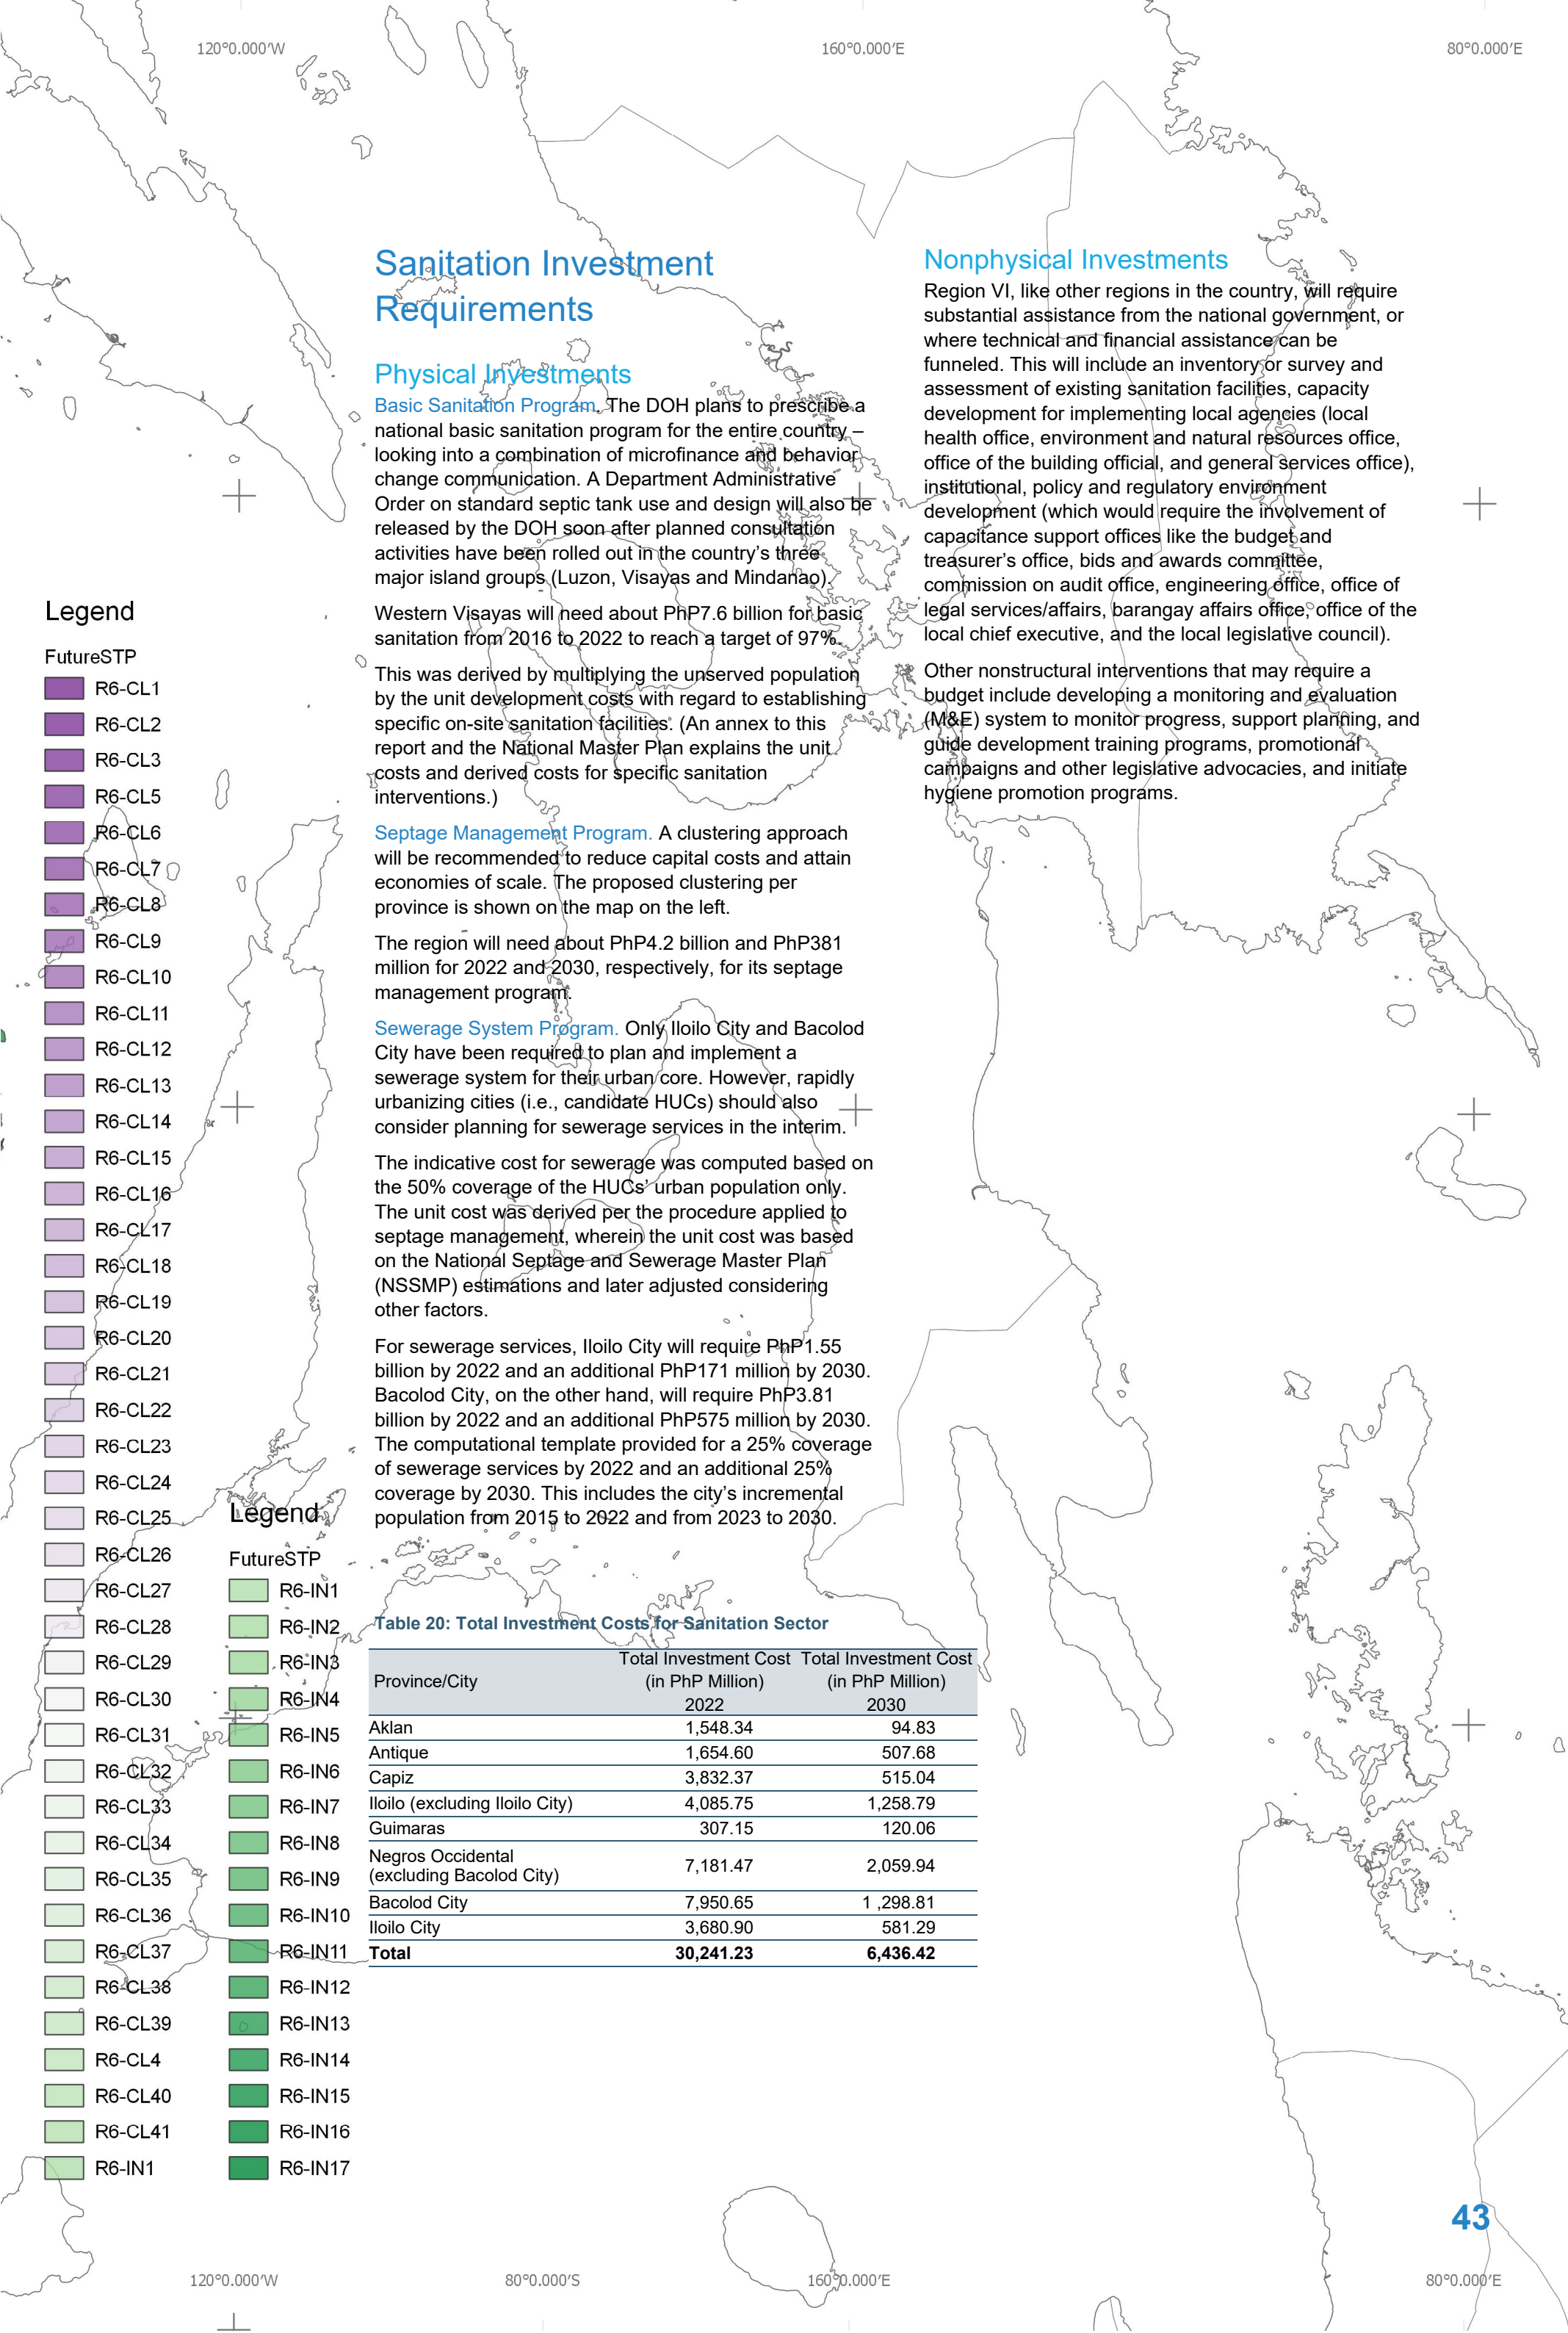 120°0.000′W
160°0.000′E
80°0.000′E
Sanitation Investment
Requirements
Physical Investments
Basic Sanitation Program. The DOH plans to prescribe a
national basic sanitation program for the entire country –
looking into a combination of microfinance and behavior
change communication. A Department Administrative
Order on standard septic tank use and design will also be
released by the DOH soon after planned consultation
activities have been rolled out in the country’s three
major island groups (Luzon, Visayas and Mindanao).
Western Visayas will need about PhP7.6 billion for basic
sanitation from 2016 to 2022 to reach a target of 97%.
This was derived by multiplying the unserved population
by the unit development costs with regard to establishing
specific on-site sanitation facilities. (An annex to this
report and the National Master Plan explains the unit
costs and derived costs for specific sanitation
interventions.)
Septage Management Program. A clustering approach
will be recommended to reduce capital costs and attain
economies of scale. The proposed clustering per
province is shown on the map on the left.
The region will need about PhP4.2 billion and PhP381
million for 2022 and 2030, respectively, for its septage
management program.
Sewerage System Program. Only Iloilo City and Bacolod
City have been required to plan and implement a
sewerage system for their urban core. However, rapidly
urbanizing cities (i.e., candidate HUCs) should also
consider planning for sewerage services in the interim.
The indicative cost for sewerage was computed based on
the 50% coverage of the HUCs’ urban population only.
The unit cost was derived per the procedure applied to
septage management, wherein the unit cost was based
on the National Septage and Sewerage Master Plan
(NSSMP) estimations and later adjusted considering
other factors.
For sewerage services, Iloilo City will require PhP1.55
billion by 2022 and an additional PhP171 million by 2030.
Bacolod City, on the other hand, will require PhP3.81
billion by 2022 and an additional PhP575 million by 2030.
The computational template provided for a 25% coverage
of sewerage services by 2022 and an additional 25%
coverage by 2030. This includes the city’s incremental
population from 2015 to 2022 and from 2023 to 2030.
Nonphysical Investments
Region VI, like other regions in the country, will require
substantial assistance from the national government, or
where technical and financial assistance can be
funneled. This will include an inventory or survey and
assessment of existing sanitation facilities, capacity
development for implementing local agencies (local
health office, environment and natural resources office,
office of the building official, and general services office),
institutional, policy and regulatory environment
development (which would require the involvement of
capacitance support offices like the budget and
treasurer’s office, bids and awards committee,
commission on audit office, engineering office, office of
legal services/affairs, barangay affairs office, office of the
local chief executive, and the local legislative council).
Other nonstructural interventions that may require a
budget include developing a monitoring and evaluation
(M&E) system to monitor progress, support planning, and
guide development training programs, promotional
campaigns and other legislative advocacies, and initiate
hygiene promotion programs.
Legend
FutureSTP
R6-CL1
R6-CL2
R6-CL3
R6-CL5
R6-CL6
R6-CL7
R6-CL8
R6-CL9
R6-CL10
R6-CL11
R6-CL12
R6-CL13
R6-CL14
R6-CL15
R6-CL16
R6-CL17
R6-CL18
R6-CL19
R6-CL20
R6-CL21
R6-CL22
R6-CL23
R6-CL24
R6-CL25
R6-CL26
R6-CL27
R6-CL28
R6-CL29
R6-CL30
R6-CL31
R6-CL32
R6-CL33
R6-CL34
R6-CL35
R6-CL36
R6-CL37
R6-CL38
R6-CL39
R6-CL4
R6-CL40
R6-CL41
R6-IN1
Legend
FutureSTP
R6-IN1
R6-IN2
R6-IN3
R6-IN4
R6-IN5
R6-IN6
R6-IN7
R6-IN8
R6-IN9
R6-IN10
R6-IN11
R6-IN12
R6-IN13
R6-IN14
R6-IN15
R6-IN16
R6-IN17
Table 20: Total Investment Costs for Sanitation Sector
Province/City Total Investment Cost (in PhP Million) 2022 Total Investment Cost (in PhP Million) 2030
Aklan 1,548.34 94.83
Antique 1,654.60 507.68
Capiz 3,832.37 515.04
Iloilo (excluding Iloilo City) 4,085.75 1,258.79
Guimaras 307.15 120.06
Negros Occidental (excluding Bacolod City) 7,181.47 2,059.94
Bacolod City 7,950.65 1 ,298.81
Iloilo City 3,680.90 581.29
Total 30,241.23 6,436.42
43
120°0.000′W
80°0.000′S
160°0.000′E
80°0.000′E